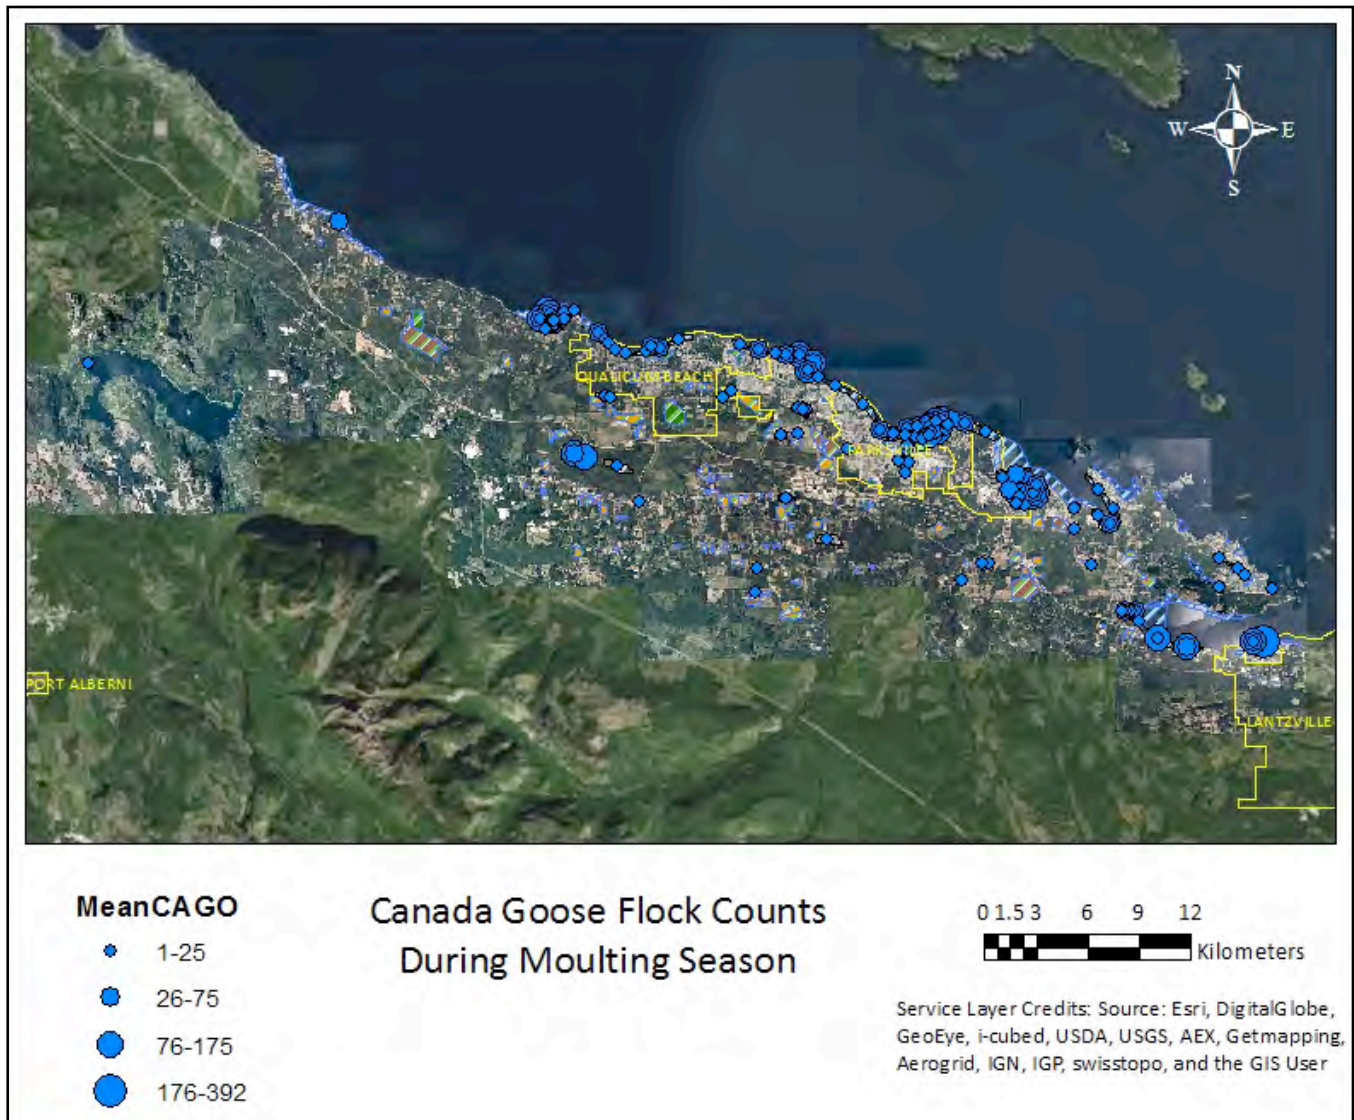 N
W E
S
QUALICUM BEACH
PARKSVILLE
PORT ALBERNI
LANTZVILLE
MeanCAGO
1-25
26-75
76-175
176-392
Canada Goose Flock Counts
During Moulting Season
0 1.5 3 6 9 12
Kilometers
Service Layer Credits: Source: Esri, DigitalGlobe,
GeoEye, i-cubed, USDA, USGS, AEX, Getmapping,
Aerogrid, IGN, IGP, swisstopo, and the GIS User